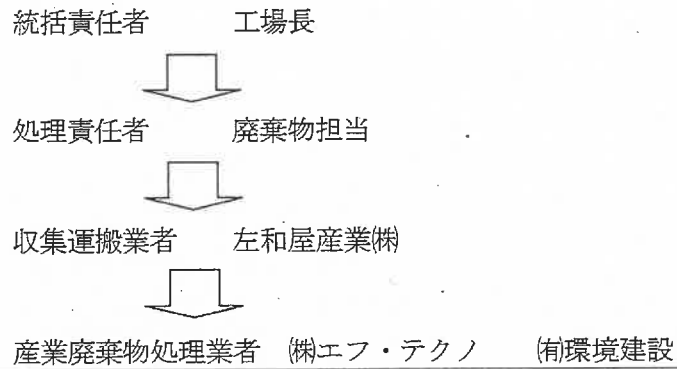 統括責任者　工場長
処理責任者　廃棄物担当
収集運搬業者　左和屋産業㈱
産業廃棄物処理業者　㈱エフ・テクノ　㈲環境建設